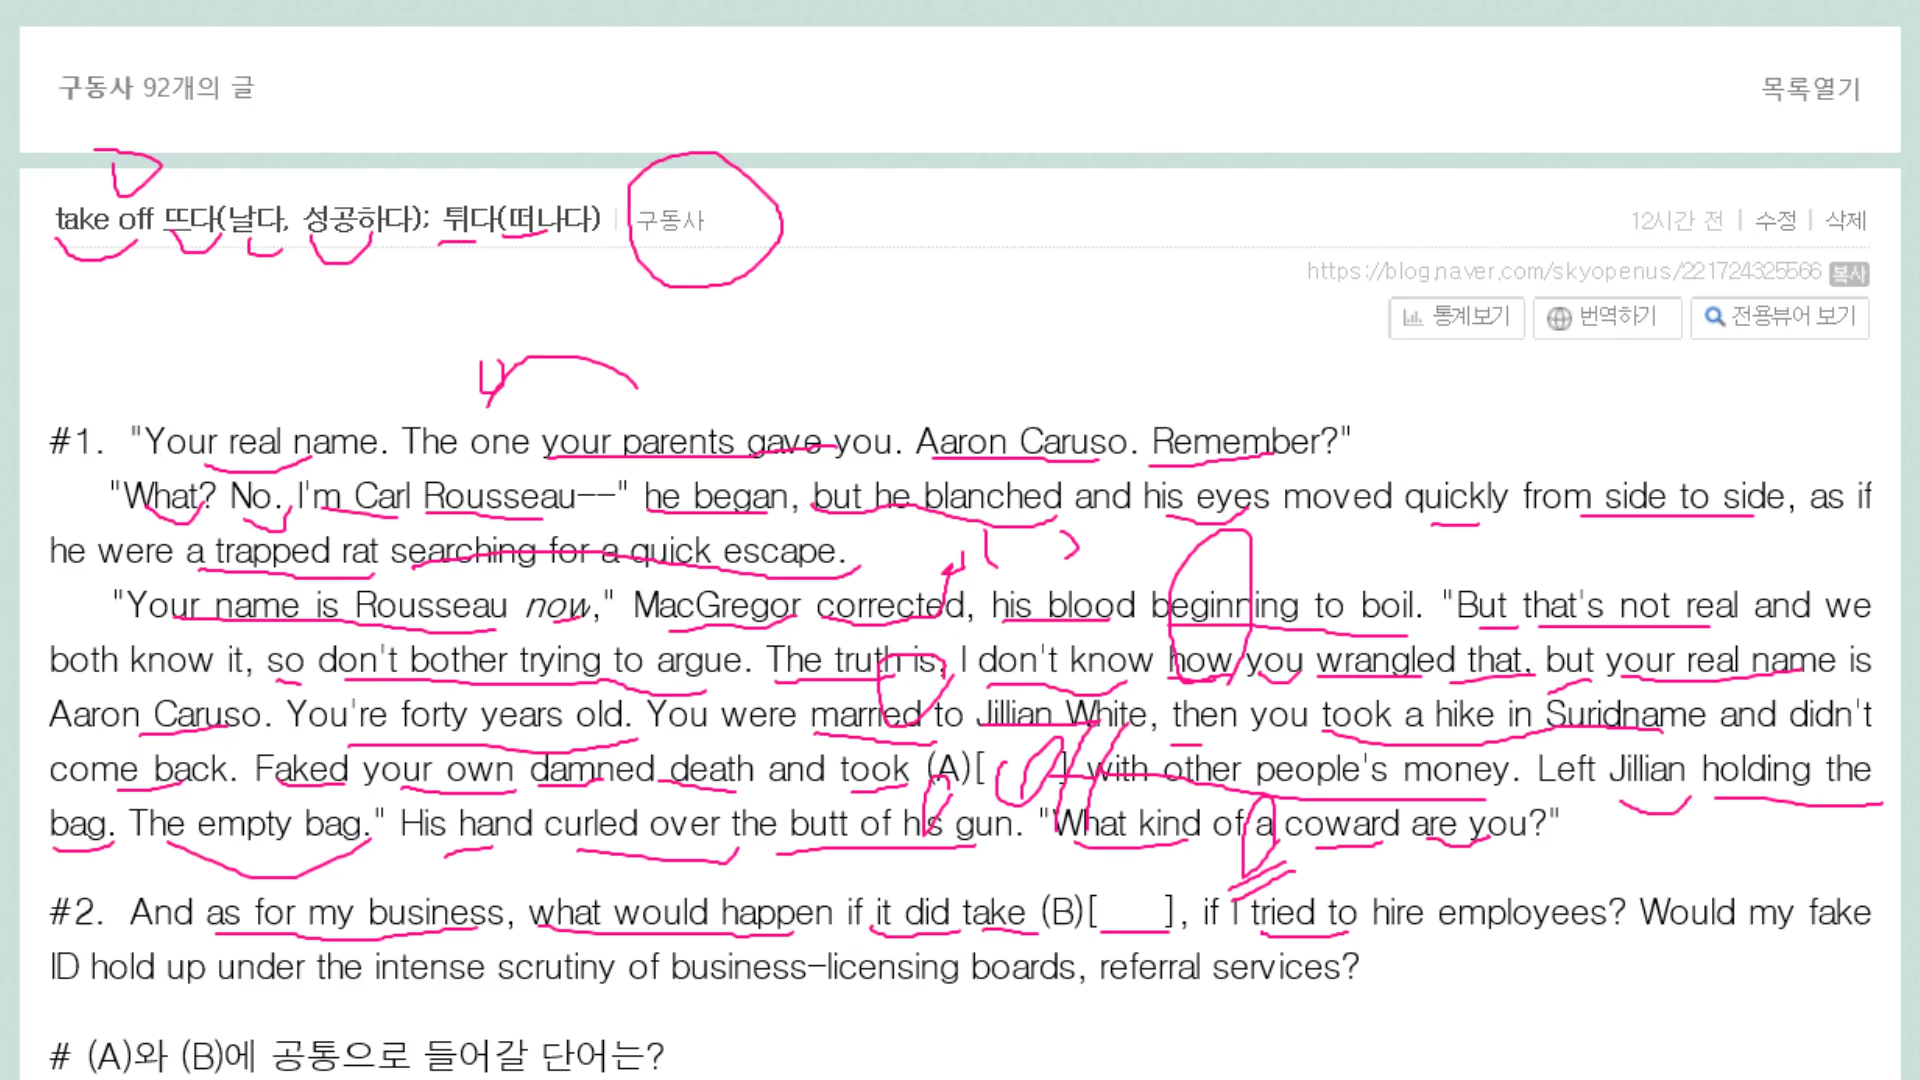 구동사 92개의 글
목록열기
take off 뜨다(날다, 성공하다); 튀다(떠나다) | 구동사
12시간 전 | 수정 | 삭제
https://blog.naver.com/skyopenus/221724325566 복사
통계보기 번역하기 전용뷰어 보기
#1. "Your real name. The one your parents gave you. Aaron Caruso. Remember?"
"What? No. I'm Carl Rousseau--" he began, but he blanched and his eyes moved quickly from side to side, as if
he were a trapped rat searching for a quick escape.
"Your name is Rousseau now," MacGregor corrected, his blood beginning to boil. "But that's not real and we
both know it, so don't bother trying to argue. The truth is, I don't know how you wrangled that, but your real name is
Aaron Caruso. You're forty years old. You were married to Jillian White, then you took a hike in Suridname and didn't
come back. Faked your own damned death and took (A)[ off ] with other people's money. Left Jillian holding the
bag. The empty bag." His hand curled over the butt of his gun. "What kind of a coward are you?"
#2. And as for my business, what would happen if it did take (B)[___], if I tried to hire employees? Would my fake
ID hold up under the intense scrutiny of business-licensing boards, referral services?
# (A)와 (B)에 공통으로 들어갈 단어는?